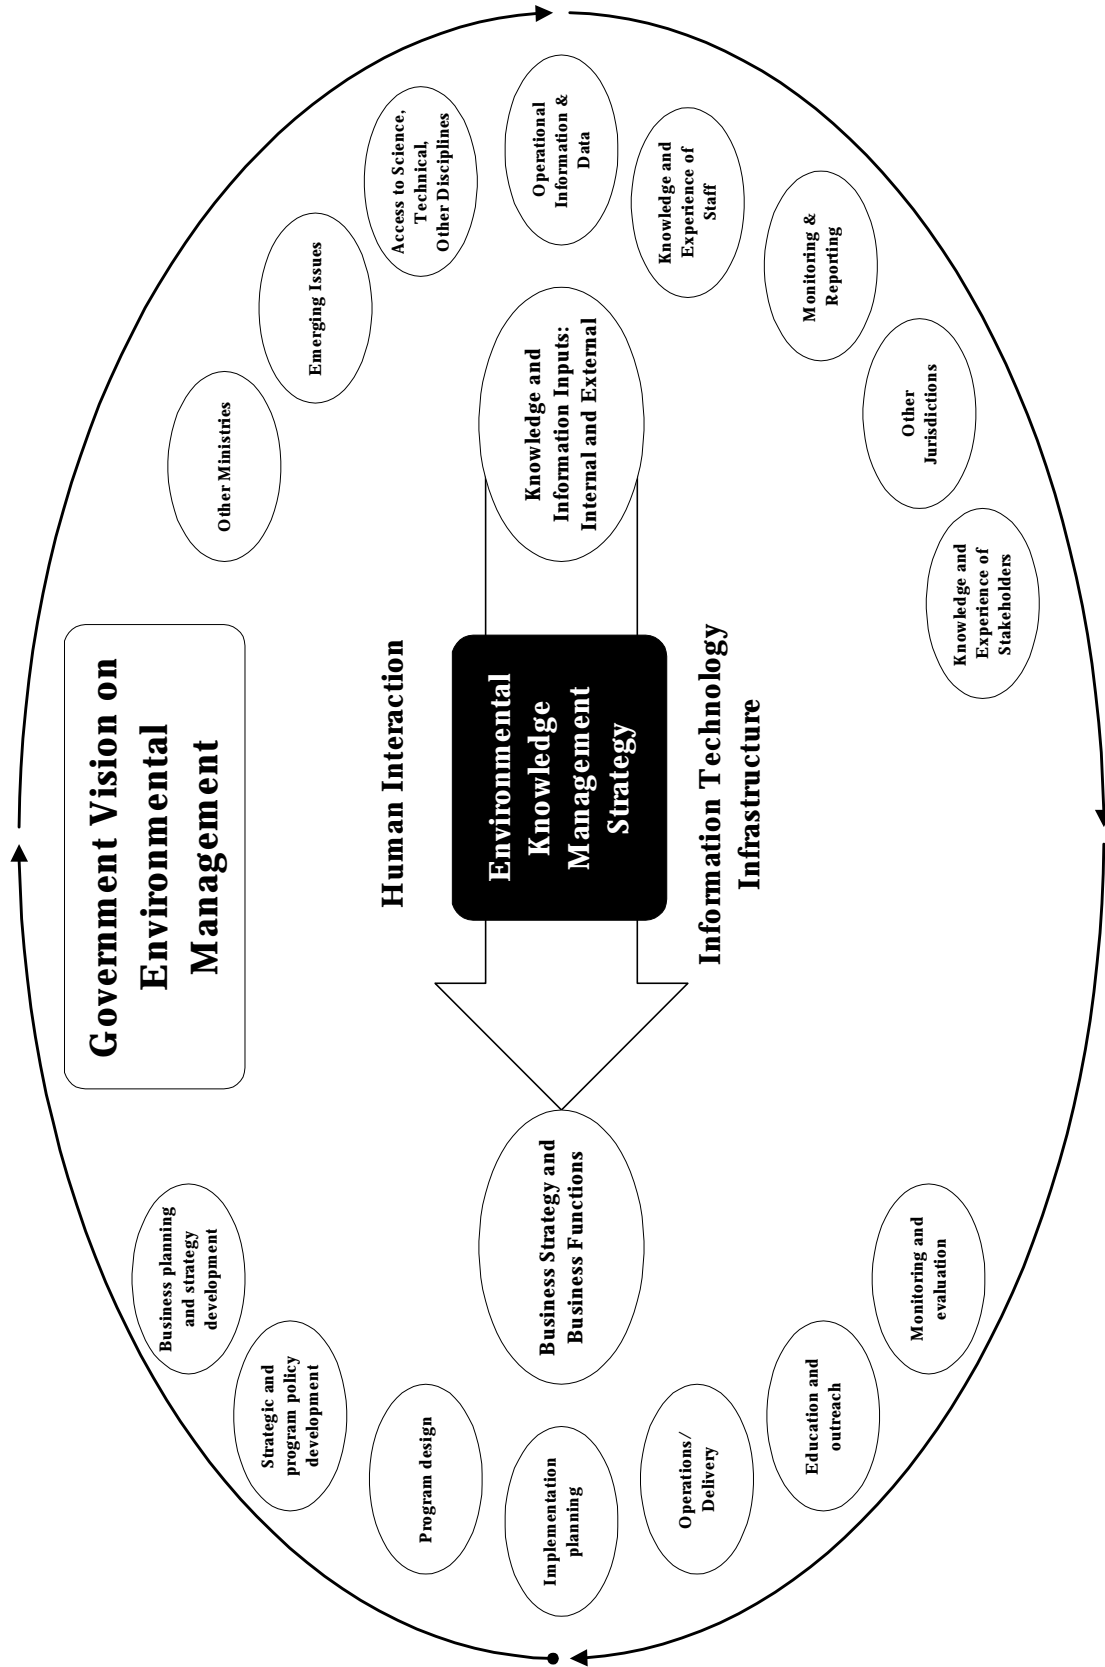 Government Vision on
Environmental
Management
Human Interaction
Environmental
Knowledge
Management
Strategy
Information Technology
Infrastructure
Business Strategy and
Business Functions
Knowledge and
Information Inputs:
Internal and External
Business planning
and strategy
development
Strategic and
program policy
development
Program design
Implementation
planning
Operations/
Delivery
Education and
outreach
Monitoring and
evaluation
Other Ministries
Emerging Issues
Access to Science,
Technical,
Other Disciplines
Operational
Information &
Data
Knowledge and
Experience of
Staff
Monitoring &
Reporting
Other
Jurisdictions
Knowledge and
Experience of
Stakeholders